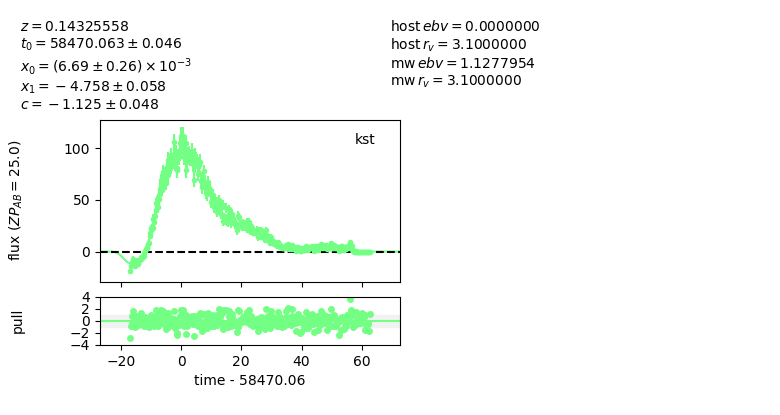 z = 0.14325558
t₀ = 58470.063 ± 0.046
x₀ = (6.69 ± 0.26) × 10⁻³
x₁ = −4.758 ± 0.058
c = −1.125 ± 0.048
host ebv = 0.0000000
host r_v = 3.1000000
mw ebv = 1.1277954
mw r_v = 3.1000000
kst
flux (ZP_AB = 25.0)
100
50
0
pull
4
2
0
−2
−4
−20 0 20 40 60
time - 58470.06